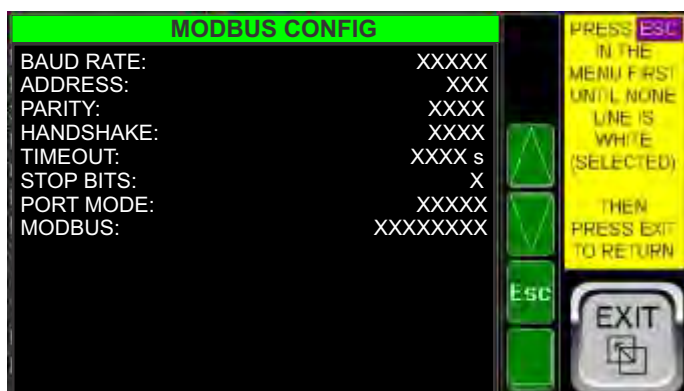 MODBUS CONFIG
BAUD RATE: XXXXX
ADDRESS: XXX
PARITY: XXXX
HANDSHAKE: XXXX
TIMEOUT: XXXX s
STOP BITS: X
PORT MODE: XXXXX
MODBUS: XXXXXXXX
Esc
PRESS ESC
IN THE
MENU FIRST
UNTIL NONE
LINE IS
WHITE
(SELECTED)
THEN
PRESS EXIT
TO RETURN
EXIT